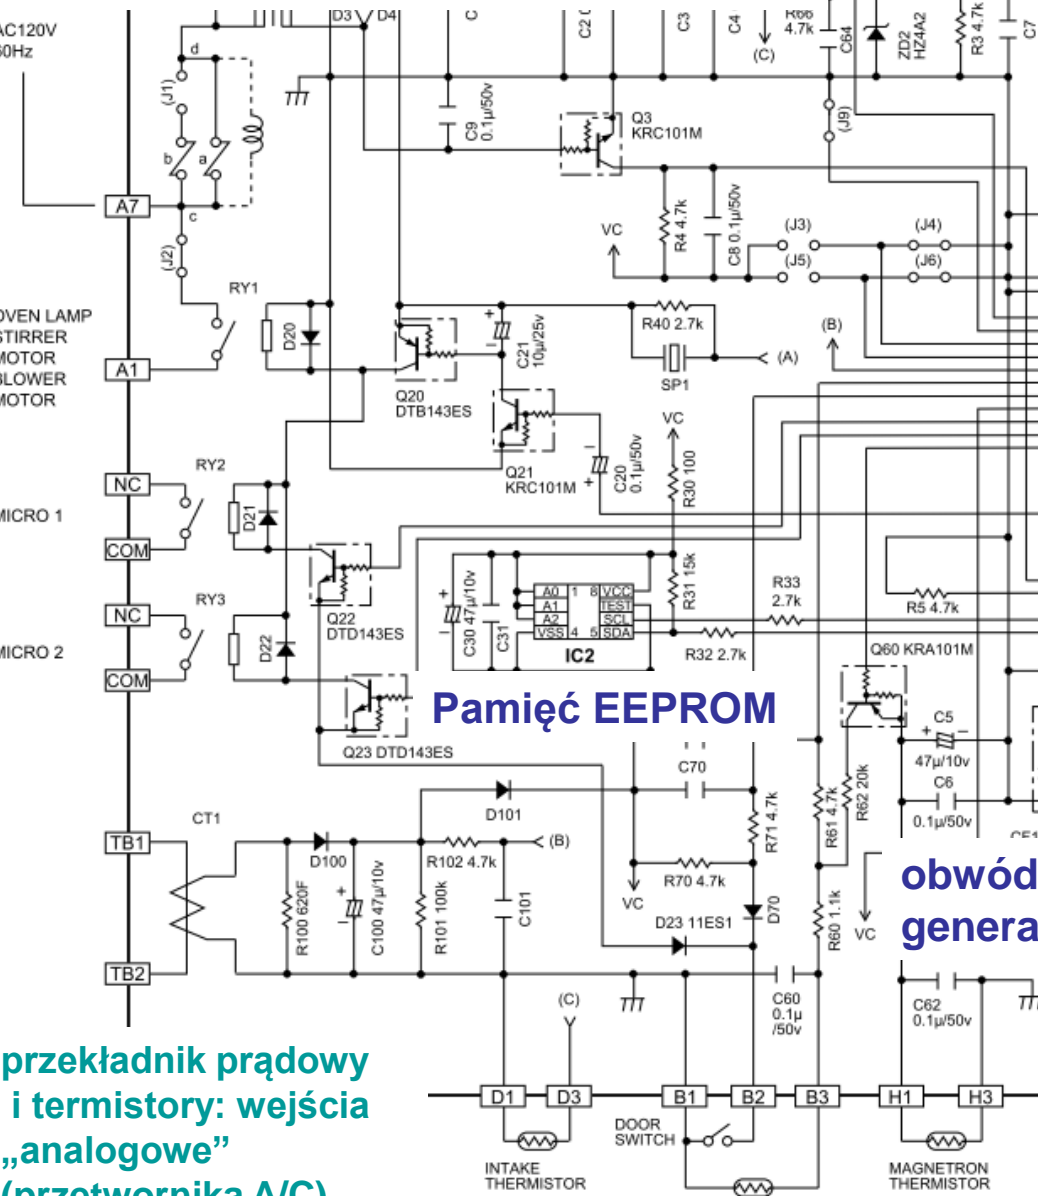 AC120V
60Hz
D3
D4
C2
C3
C4
(C)
R66
4.7k
C64
ZD2
HZ4A2
R3 4.7k
C7
d
(J1)
b
a
c
A7
(J2)
C9
0.1µ/50v
Q3
KRC101M
(J9)
VC
R4 4.7k
C8 0.1µ/50v
(J3)
(J4)
(J5)
(J6)
RY1
D20
OVEN LAMP
STIRRER
MOTOR
BLOWER
MOTOR
A1
Q20
DTB143ES
+
C21
10µ/25v
R40 2.7k
SP1
(A)
(B)
VC
Q21
KRC101M
−
+
C20
0.1µ/50v
R30 100
RY2
NC
D21
MICRO 1
COM
Q22
DTD143ES
RY3
NC
D22
MICRO 2
COM
Q23 DTD143ES
+
−
C30 47µ/10v
C31
A0 1 8 VCC
A1 TEST
A2 SCL
VSS 4 5 SDA
IC2
R31 15k
R32 2.7k
R33
2.7k
R5 4.7k
Q60 KRA101M
Pamięć EEPROM
C70
C5
+ −
47µ/10v
C6
0.1µ/50v
R71 4.7k
R61 4.7k
R62 20k
D101
CT1
TB1
D100
R102 4.7k
(B)
R100 620F
+
−
C100 47µ/10v
R101 100k
C101
R70 4.7k
VC
D70
D23 11ES1
R60 1.1k
VC
obwód
genera
TB2
(C)
C60
0.1µ
/50v
C62
0.1µ/50v
przekładnik prądowy
i termistory: wejścia
„analogowe”
(przetwornika A/C)
D1
D3
B1
B2
B3
H1
H3
DOOR
SWITCH
INTAKE
THERMISTOR
MAGNETRON
THERMISTOR